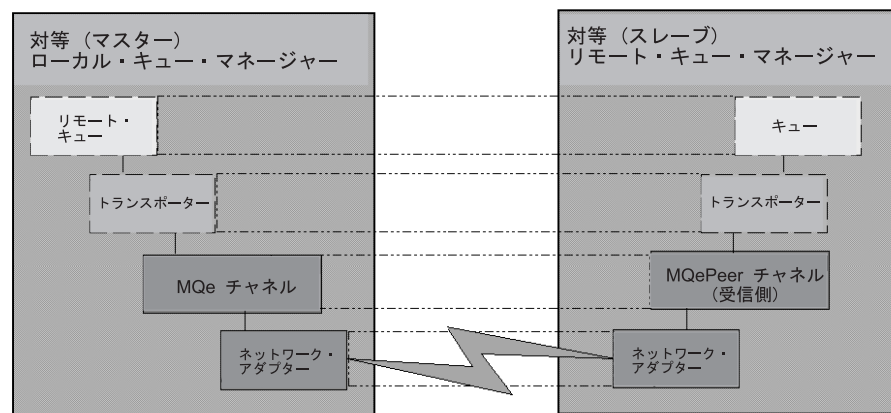 対等 (マスター)
ローカル・キュー・マネージャー
リモート・
キュー
トランスポーター
MQe チャネル
ネットワーク・
アダプター
対等 (スレーブ)
リモート・キュー・マネージャー
キュー
トランスポーター
MQePeer チャネル
(受信側)
ネットワーク・
アダプター